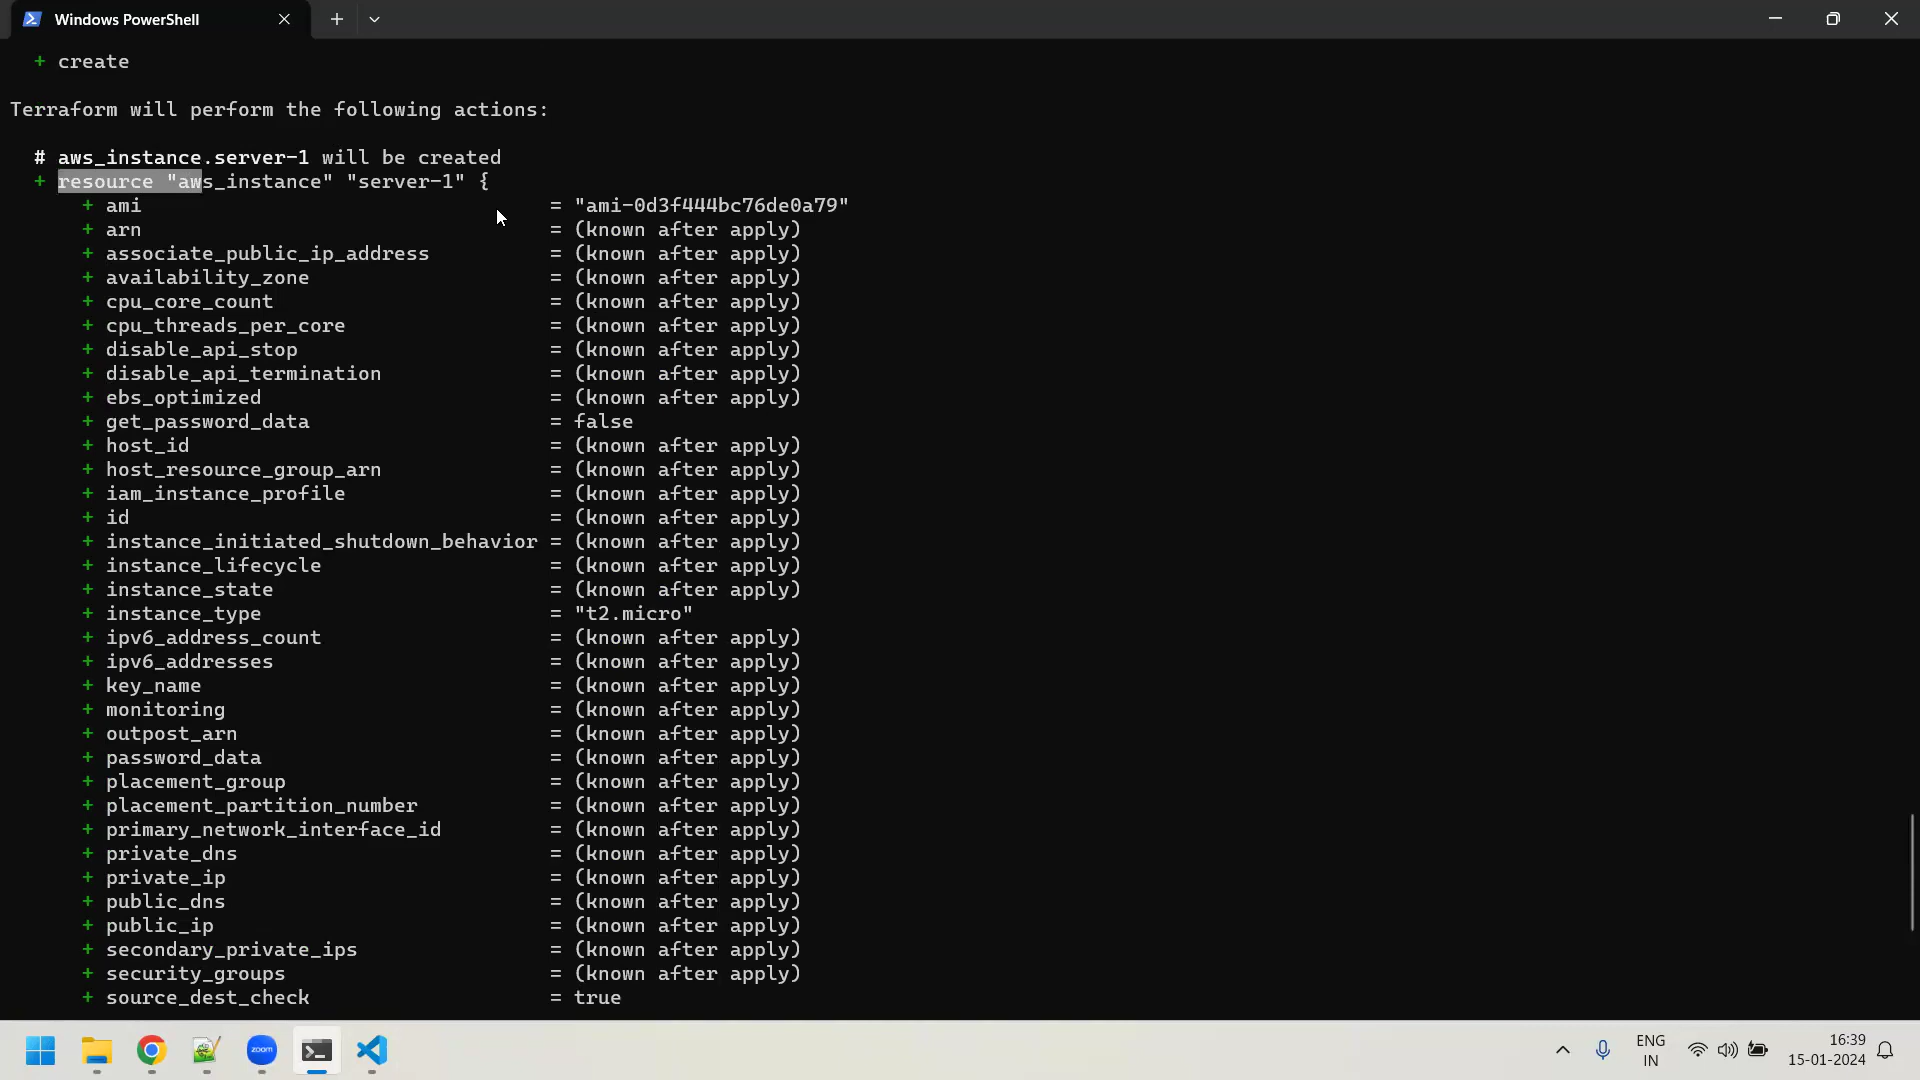 Windows PowerShell
+ create
Terraform will perform the following actions:
# aws_instance.server-1 will be created
+ resource "aws_instance" "server-1" {
+ ami = "ami-0d3f444bc76de0a79"
+ arn = (known after apply)
+ associate_public_ip_address = (known after apply)
+ availability_zone = (known after apply)
+ cpu_core_count = (known after apply)
+ cpu_threads_per_core = (known after apply)
+ disable_api_stop = (known after apply)
+ disable_api_termination = (known after apply)
+ ebs_optimized = (known after apply)
+ get_password_data = false
+ host_id = (known after apply)
+ host_resource_group_arn = (known after apply)
+ iam_instance_profile = (known after apply)
+ id = (known after apply)
+ instance_initiated_shutdown_behavior = (known after apply)
+ instance_lifecycle = (known after apply)
+ instance_state = (known after apply)
+ instance_type = "t2.micro"
+ ipv6_address_count = (known after apply)
+ ipv6_addresses = (known after apply)
+ key_name = (known after apply)
+ monitoring = (known after apply)
+ outpost_arn = (known after apply)
+ password_data = (known after apply)
+ placement_group = (known after apply)
+ placement_partition_number = (known after apply)
+ primary_network_interface_id = (known after apply)
+ private_dns = (known after apply)
+ private_ip = (known after apply)
+ public_dns = (known after apply)
+ public_ip = (known after apply)
+ secondary_private_ips = (known after apply)
+ security_groups = (known after apply)
+ source_dest_check = true
zoom
ENG
IN
16:39
15-01-2024